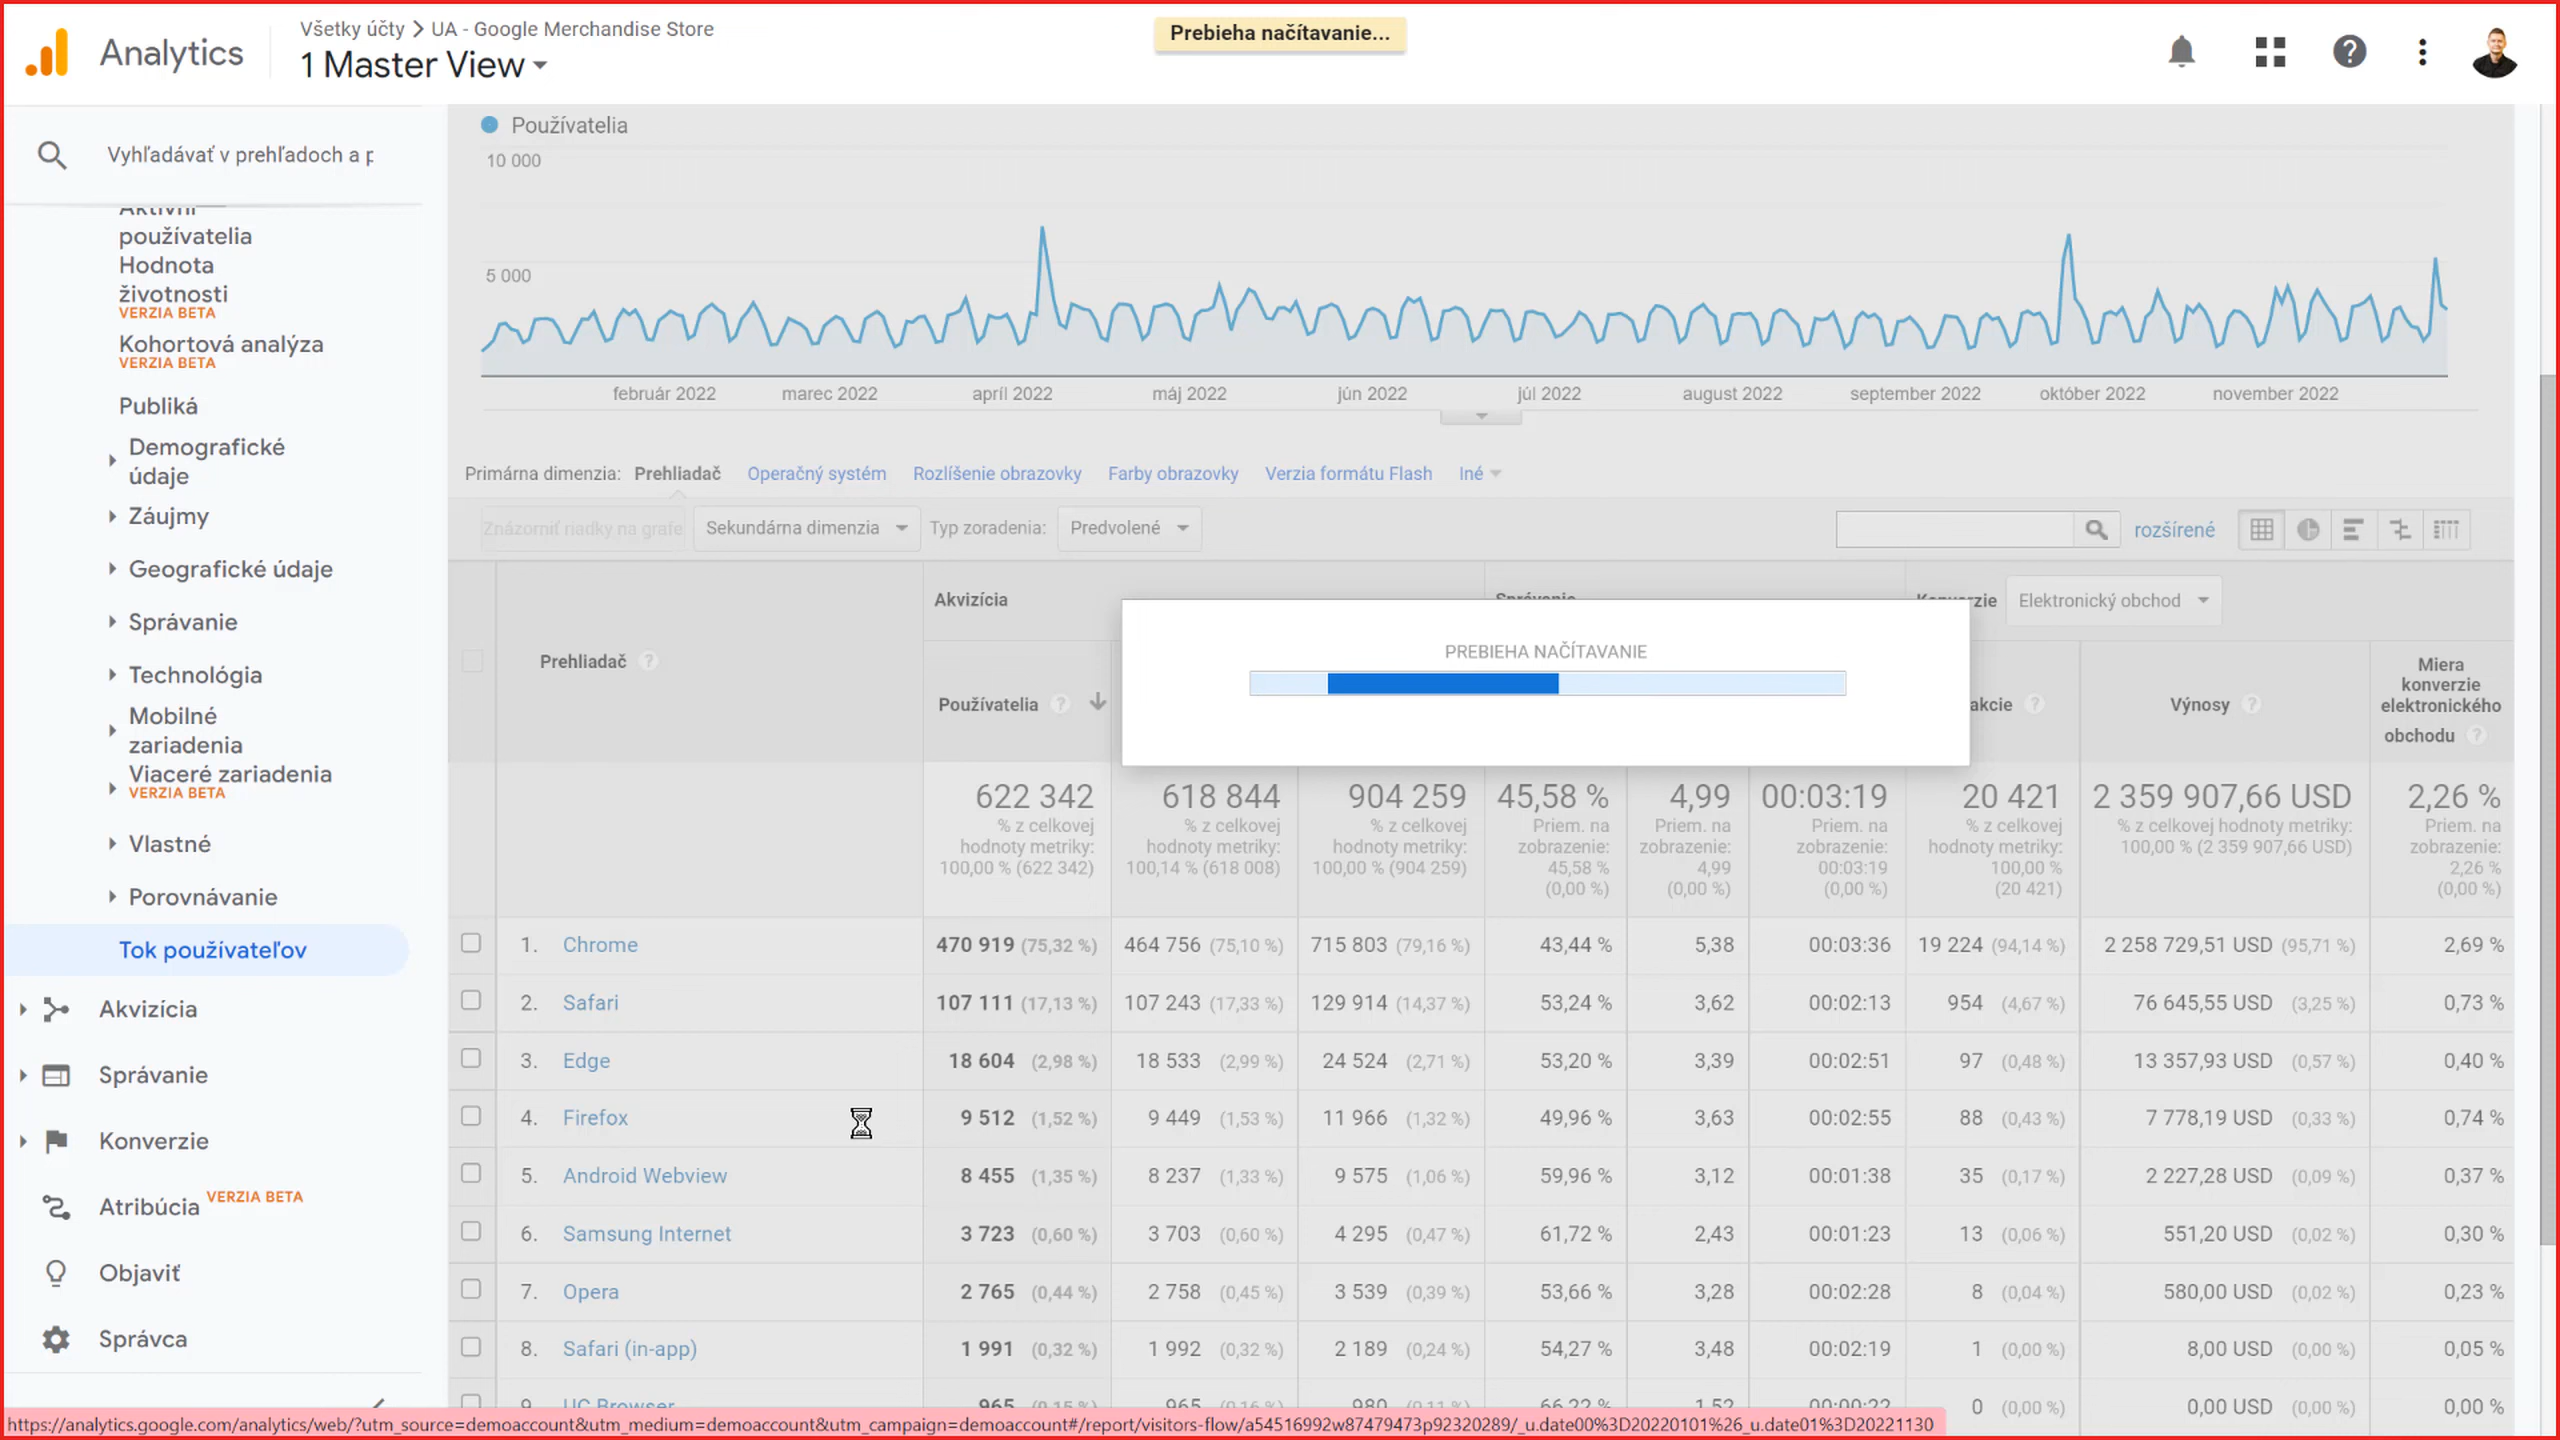 Analytics
Všetky účty > UA - Google Merchandise Store
1 Master View
Prebieha načítavanie...
Vyhľadávať v prehľadoch a p
Aktívni
používatelia
Hodnota
životnosti
VERZIA BETA
Kohortová analýza
VERZIA BETA
Publiká
Demografické
údaje
Záujmy
Geografické údaje
Správanie
Technológia
Mobilné
zariadenia
Viaceré zariadenia
VERZIA BETA
Vlastné
Porovnávanie
Tok používateľov
Akvizícia
Správanie
Konverzie
Atribúcia VERZIA BETA
Objaviť
Správca
Používatelia
10 000
5 000
február 2022 marec 2022 apríl 2022 máj 2022 jún 2022 júl 2022 august 2022 september 2022 október 2022 november 2022
Primárna dimenzia: Prehliadač Operačný systém Rozlíšenie obrazovky Farby obrazovky Verzia formátu Flash Iné
Znázorniť riadky na grafe Sekundárna dimenzia Typ zoradenia: Predvolené rozšírené
Akvizícia Správanie Konverzie Elektronický obchod
PREBIEHA NAČÍTAVANIE
Prehliadač Používatelia akcie Výnosy
Miera
konverzie
elektronického
obchodu
622 342 618 844 904 259 45,58 % 4,99 00:03:19 20 421 2 359 907,66 USD 2,26 %
% z celkovej % z celkovej % z celkovej Priem. na Priem. na Priem. na % z celkovej % z celkovej hodnoty metriky: Priem. na
hodnoty metriky: hodnoty metriky: hodnoty metriky: zobrazenie: zobrazenie: zobrazenie: hodnoty metriky: 100,00 % (2 359 907,66 USD) zobrazenie:
100,00 % (622 342) 100,14 % (618 008) 100,00 % (904 259) 45,58 % 4,99 00:03:19 100,00 % 2,26 %
(0,00 %) (0,00 %) (0,00 %) (20 421) (0,00 %)
1. Chrome 470 919 (75,32 %) 464 756 (75,10 %) 715 803 (79,16 %) 43,44 % 5,38 00:03:36 19 224 (94,14 %) 2 258 729,51 USD (95,71 %) 2,69 %
2. Safari 107 111 (17,13 %) 107 243 (17,33 %) 129 914 (14,37 %) 53,24 % 3,62 00:02:13 954 (4,67 %) 76 645,55 USD (3,25 %) 0,73 %
3. Edge 18 604 (2,98 %) 18 533 (2,99 %) 24 524 (2,71 %) 53,20 % 3,39 00:02:51 97 (0,48 %) 13 357,93 USD (0,57 %) 0,40 %
4. Firefox 9 512 (1,52 %) 9 449 (1,53 %) 11 966 (1,32 %) 49,96 % 3,63 00:02:55 88 (0,43 %) 7 778,19 USD (0,33 %) 0,74 %
5. Android Webview 8 455 (1,35 %) 8 237 (1,33 %) 9 575 (1,06 %) 59,96 % 3,12 00:01:38 35 (0,17 %) 2 227,28 USD (0,09 %) 0,37 %
6. Samsung Internet 3 723 (0,60 %) 3 703 (0,60 %) 4 295 (0,47 %) 61,72 % 2,43 00:01:23 13 (0,06 %) 551,20 USD (0,02 %) 0,30 %
7. Opera 2 765 (0,44 %) 2 758 (0,45 %) 3 539 (0,39 %) 53,66 % 3,28 00:02:28 8 (0,04 %) 580,00 USD (0,02 %) 0,23 %
8. Safari (in-app) 1 991 (0,32 %) 1 992 (0,32 %) 2 189 (0,24 %) 54,27 % 3,48 00:02:19 1 (0,00 %) 8,00 USD (0,00 %) 0,05 %
9. UC Browser 965 (0,15 %) 965 (0,16 %) 980 (0,11 %) 66,22 % 1,52 00:00:22 0 (0,00 %) 0,00 USD (0,00 %) 0,00 %
https://analytics.google.com/analytics/web/?utm_source=demoaccount&utm_medium=demoaccount&utm_campaign=demoaccount#/report/visitors-flow/a54516992w87479473p92320289/_u.date00%3D20220101%26_u.date01%3D20221130